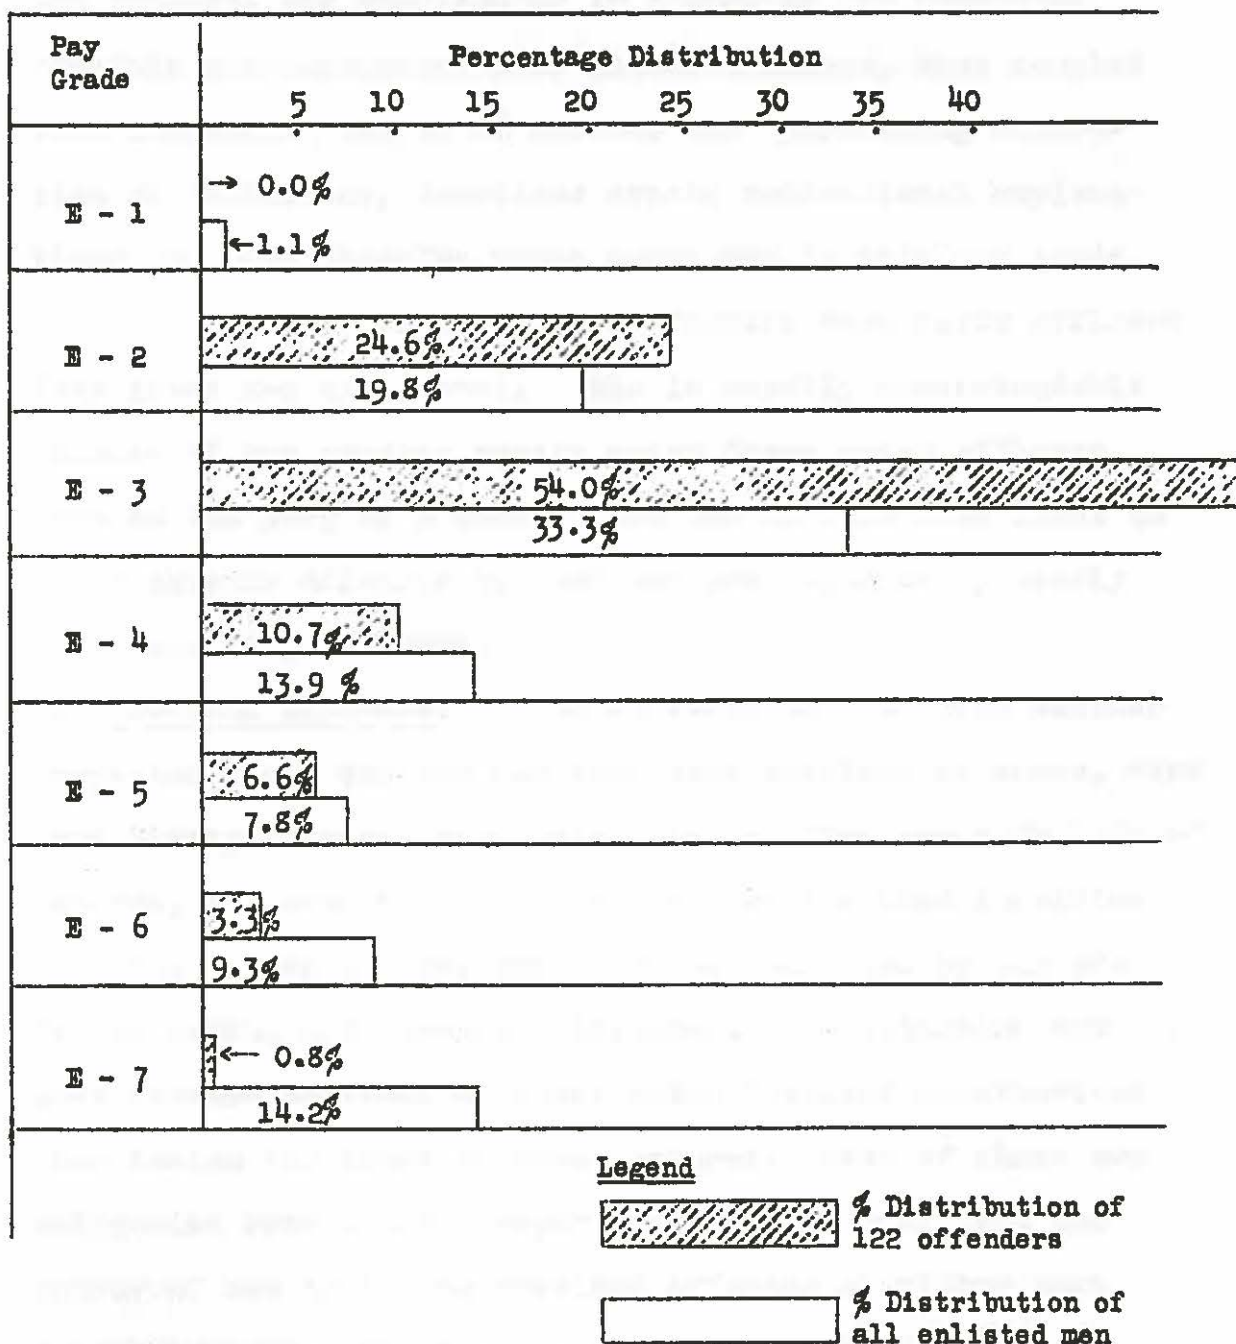 Pay
Grade
Percentage Distribution
5 10 15 20 25 30 35 40
E - 1
→ 0.0%
←1.1%
E - 2
24.6%
19.8%
E - 3
54.0%
33.3%
E - 4
10.7%
13.9 %
E - 5
6.6%
7.8%
E - 6
3.3%
9.3%
E - 7
← 0.8%
14.2%
Legend
% Distribution of
122 offenders
% Distribution of
all enlisted men